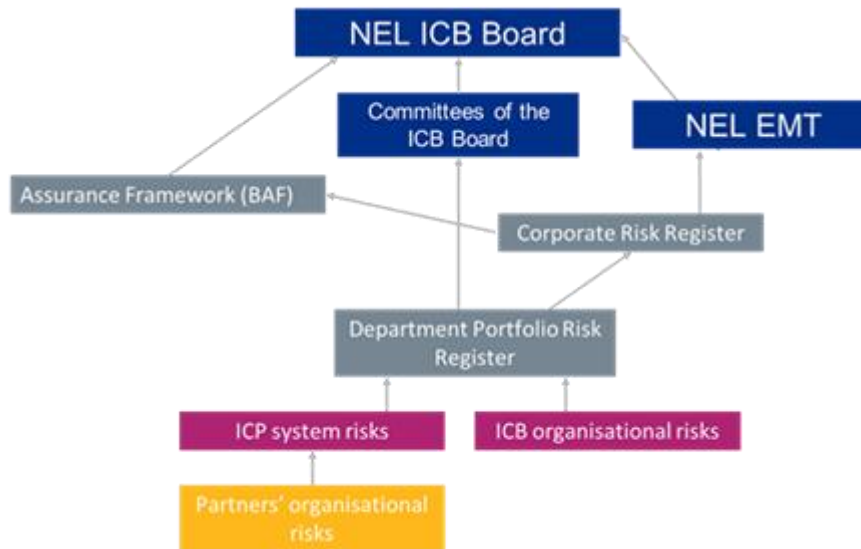 NEL ICB Board
Committees of the
ICB Board
NEL EMT
Assurance Framework (BAF)
Corporate Risk Register
Department Portfolio Risk
Register
ICP system risks
ICB organisational risks
Partners' organisational
risks